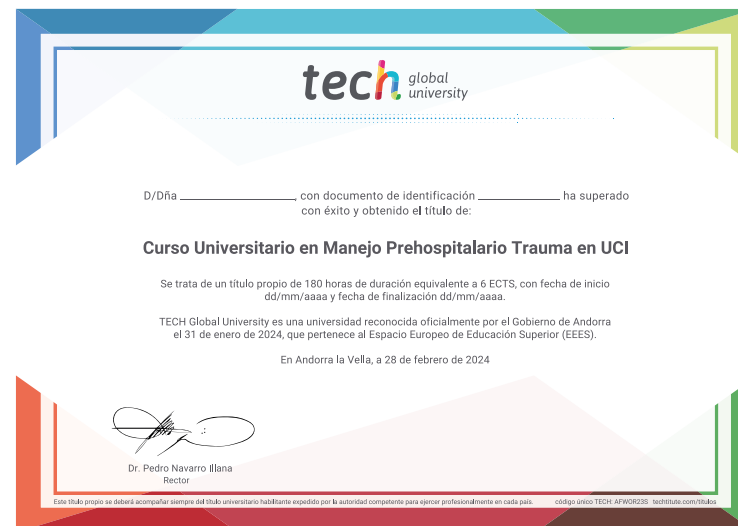 tech global university
D/Dña ____________, con documento de identificación ____________ ha superado
con éxito y obtenido el título de:
Curso Universitario en Manejo Prehospitalario Trauma en UCI
Se trata de un título propio de 180 horas de duración equivalente a 6 ECTS, con fecha de inicio
dd/mm/aaaa y fecha de finalización dd/mm/aaaa.
TECH Global University es una universidad reconocida oficialmente por el Gobierno de Andorra
el 31 de enero de 2024, que pertenece al Espacio Europeo de Educación Superior (EEES).
En Andorra la Vella, a 28 de febrero de 2024
Dr. Pedro Navarro Illana
Rector
Este título propio se deberá acompañar siempre del título universitario habilitante expedido por la autoridad competente para ejercer profesionalmente en cada país. código único TECH: AFWOR23S techtitute.com/titulos